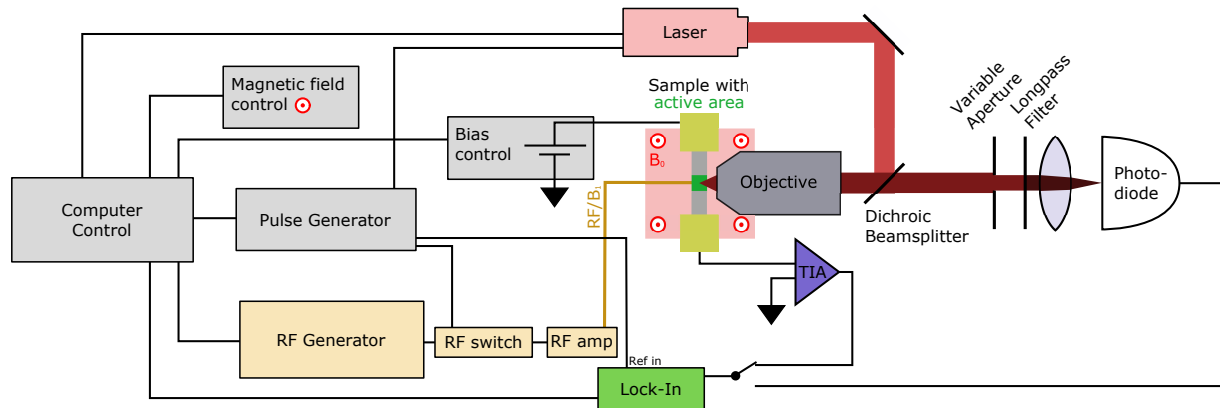 Laser
Magnetic field
control
Sample with
active area
Variable
Aperture
Longpass
Filter
Bias
control
B₀
Objective
Photo-
diode
Computer
Control
Pulse Generator
RF/B₁
Dichroic
Beamsplitter
TIA
RF Generator
RF switch
RF amp
Ref in
Lock-In